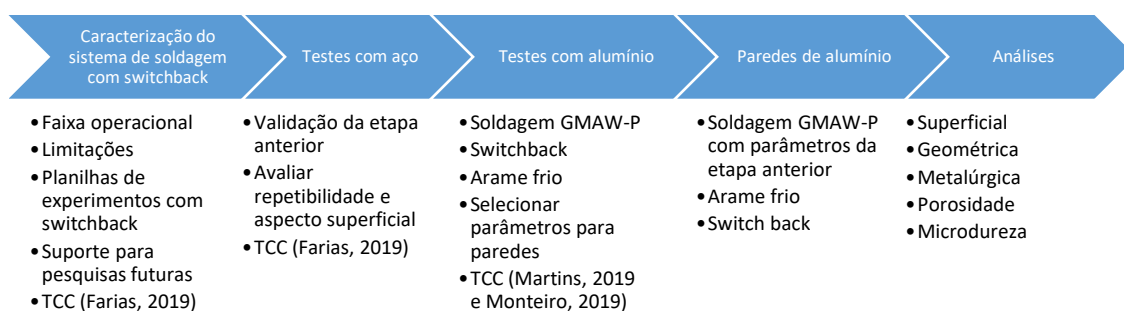 Caracterização do
sistema de soldagem
com switchback
Testes com aço
Testes com alumínio
Paredes de alumínio
Análises
•Faixa operacional
•Limitações
•Planilhas de
experimentos com
switchback
•Suporte para
pesquisas futuras
•TCC (Farias, 2019)
•Validação da etapa
anterior
•Avaliar
repetibilidade e
aspecto superficial
•TCC (Farias, 2019)
•Soldagem GMAW-P
•Switchback
•Arame frio
•Selecionar
parâmetros para
paredes
•TCC (Martins, 2019
e Monteiro, 2019)
•Soldagem GMAW-P
com parâmetros da
etapa anterior
•Arame frio
•Switch back
•Superficial
•Geométrica
•Metalúrgica
•Porosidade
•Microdureza